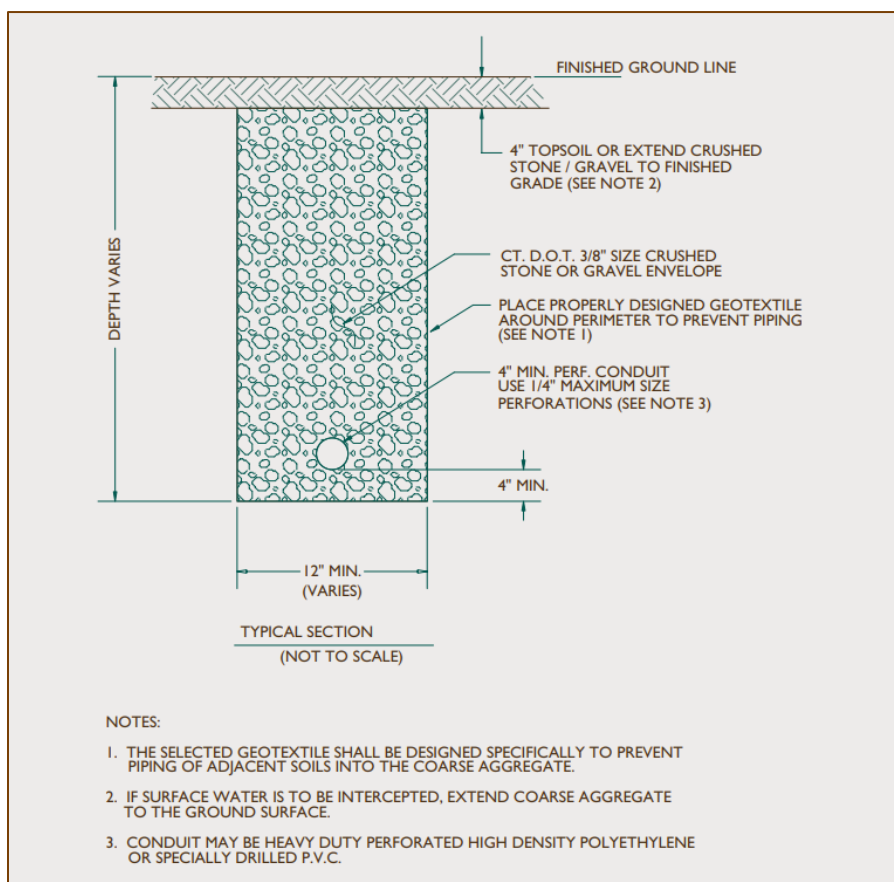 FINISHED GROUND LINE
4" TOPSOIL OR EXTEND CRUSHED
STONE / GRAVEL TO FINISHED
GRADE (SEE NOTE 2)
DEPTH VARIES
CT. D.O.T. 3/8" SIZE CRUSHED
STONE OR GRAVEL ENVELOPE
PLACE PROPERLY DESIGNED GEOTEXTILE
AROUND PERIMETER TO PREVENT PIPING
(SEE NOTE 1)
4" MIN. PERF. CONDUIT
USE 1/4" MAXIMUM SIZE
PERFORATIONS (SEE NOTE 3)
4" MIN.
12" MIN.
(VARIES)
TYPICAL SECTION
(NOT TO SCALE)
NOTES:
1. THE SELECTED GEOTEXTILE SHALL BE DESIGNED SPECIFICALLY TO PREVENT
PIPING OF ADJACENT SOILS INTO THE COARSE AGGREGATE.
2. IF SURFACE WATER IS TO BE INTERCEPTED, EXTEND COARSE AGGREGATE
TO THE GROUND SURFACE.
3. CONDUIT MAY BE HEAVY DUTY PERFORATED HIGH DENSITY POLYETHYLENE
OR SPECIALLY DRILLED P.V.C.